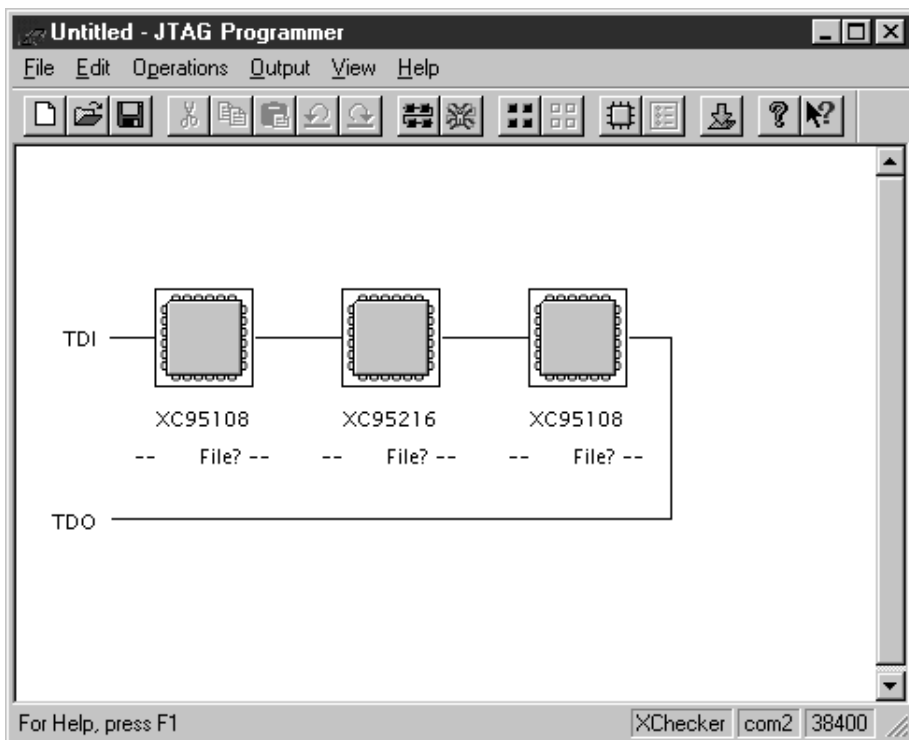 Untitled - JTAG Programmer
File Edit Operations Output View Help
TDI
XC95108 XC95216 XC95108
-- File? -- -- File? -- -- File? --
TDO
For Help, press F1 XChecker com2 38400